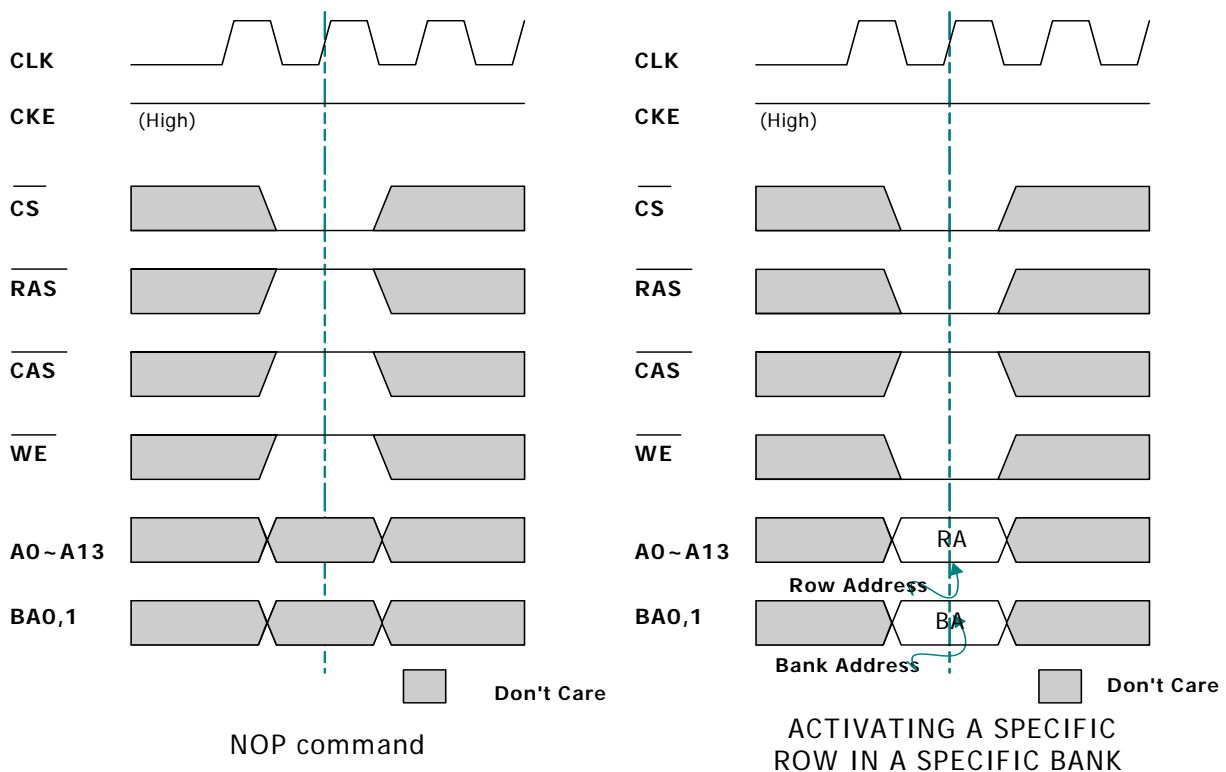 CLK
CKE
(High)
CS
RAS
CAS
WE
A0~A13
BA0,1
Don't Care
NOP command
CLK
CKE
(High)
CS
RAS
CAS
WE
A0~A13
RA
Row Address
BA0,1
BA
Bank Address
Don't Care
ACTIVATING A SPECIFIC
ROW IN A SPECIFIC BANK